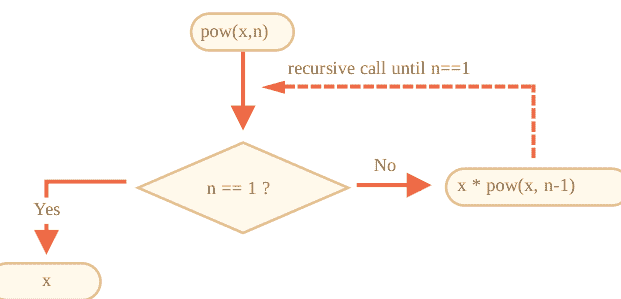 pow(x,n)
recursive call until n==1
No
n == 1 ?
x * pow(x, n-1)
Yes
x